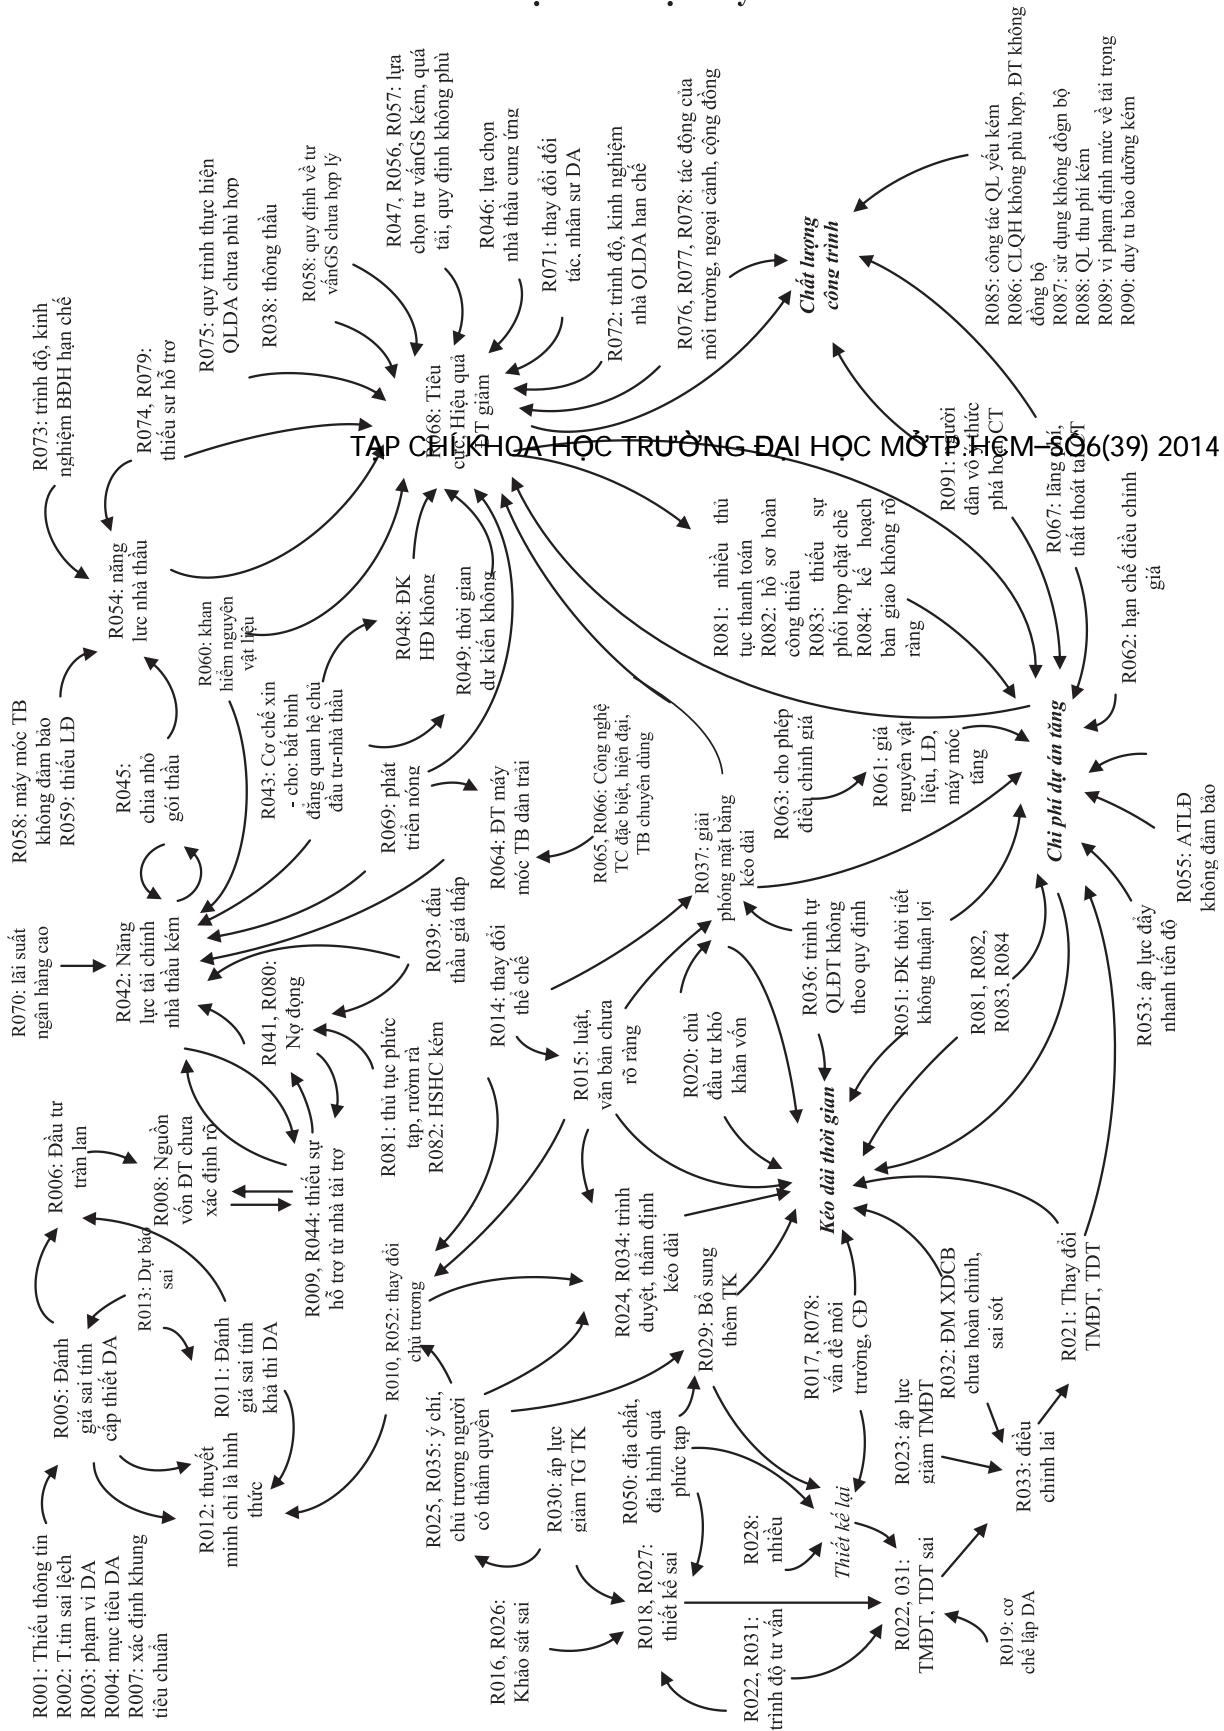 TẠP CHÍ KHOA HỌC TRƯỜNG ĐẠI HỌC MỞ TP. HCM – SỐ 6 (39) 2014
R001: Thiếu thông tin
R002: T.tin sai lệch
R003: phạm vi DA
R004: mục tiêu DA
R007: xác định khung
tiêu chuẩn
R005: Đánh
giá sai tính
cấp thiết DA
R006: Đầu tư
tràn lan
R070: lãi suất
ngân hàng cao
R058: máy móc TB
không đảm bảo
R059: thiếu LĐ
R073: trình độ, kinh
nghiệm BĐH hạn chế
R012: thuyết
minh chỉ là hình
thức
R013: Dự báo
sai
R011: Đánh
giá sai tính
khả thi DA
R008: Nguồn
vốn ĐT chưa
xác định rõ
R042: Năng
lực tài chính
nhà thầu kém
R045:
chia nhỏ
gói thầu
R054: năng
lực nhà thầu
R074, R079:
thiếu sự hỗ trợ
R060: khan
hiếm nguyên
vật liệu
R075: quy trình thực hiện
QLDA chưa phù hợp
R038: thông thầu
R058: quy định về tư
vấnGS chưa hợp lý
R009, R044: thiếu sự
hỗ trợ từ nhà tài trợ
R041, R080:
Nợ đọng
R043: Cơ chế xin
- cho: bất bình
đẳng quan hệ chủ
đầu tư-nhà thầu
R010, R052: thay đổi
chủ trương
R081: thủ tục phức
tạp, rườm rà
R082: HSHC kém
R069: phát
triển nóng
R048: ĐK
HĐ không
R047, R056, R057: lựa
chọn tư vấnGS kém, quá
tải, quy định không phù
R025, R035: ý chí,
chủ trương người
có thẩm quyền
R039: đấu
thầu giá thấp
R068: Tiêu
cực, Hiệu quả
ĐT giảm
R049: thời gian
dự kiến không
R046: lựa chọn
nhà thầu cung ứng
R016, R026:
Khảo sát sai
R030: áp lực
giảm TG TK
R014: thay đổi
thể chế
R064: ĐT máy
móc TB dàn trải
R071: thay đổi đối
tác, nhân sự DA
R015: luật,
văn bản chưa
rõ ràng
R065, R066: Công nghệ
TC đặc biệt, hiện đại,
TB chuyên dùng
R072: trình độ, kinh nghiệm
nhà QLDA hạn chế
R018, R027:
thiết kế sai
R050: địa chất,
địa hình quá
phức tạp
R024, R034: trình
duyệt, thẩm định
kéo dài
R020: chủ
đầu tư khó
khăn vốn
R037: giải
phóng mặt bằng
kéo dài
R076, R077, R078: tác động của
môi trường, ngoại cảnh, cộng đồng
R029: Bổ sung
thêm TK
R081: nhiều thủ
tục thanh toán
R082: hồ sơ hoàn
công thiếu
R083: thiếu sự
phối hợp chặt chẽ
R084: kế hoạch
bàn giao không rõ
ràng
R022, R031:
trình độ tư vấn
R028:
nhiều
R063: cho phép
điều chỉnh giá
R036: trình tự
QLĐT không
theo quy định
Chất lượng
công trình
R017, R078:
vấn đề môi
trường, CĐ
Kéo dài thời gian
Thiết kế lại
R061: giá
nguyên vật
liệu, LĐ,
máy móc
tăng
R022, 031:
TMĐT, TDT sai
R023: áp lực
giảm TMĐT
R051: ĐK thời tiết
không thuận lợi
R032: ĐM XDCB
chưa hoàn chỉnh,
sai sót
R091: người
dân vô ý thức
phá hoại CT
R081, R082,
R083, R084
R019: cơ
chế lập DA
R033: điều
chỉnh lại
R021: Thay đổi
TMĐT, TDT
Chi phí dự án tăng
R067: lãng phí,
thất thoát tại CT
R085: công tác QL yếu kém
R086: CLQH không phù hợp, ĐT không
đồng bộ
R087: sử dụng không đồgn bộ
R088: QL thu phí kém
R089: vi phạm định mức về tải trọng
R090: duy tu bảo dưỡng kém
R053: áp lực đẩy
nhanh tiến độ
R055: ATLĐ
không đảm bảo
R062: hạn chế điều chỉnh
giá